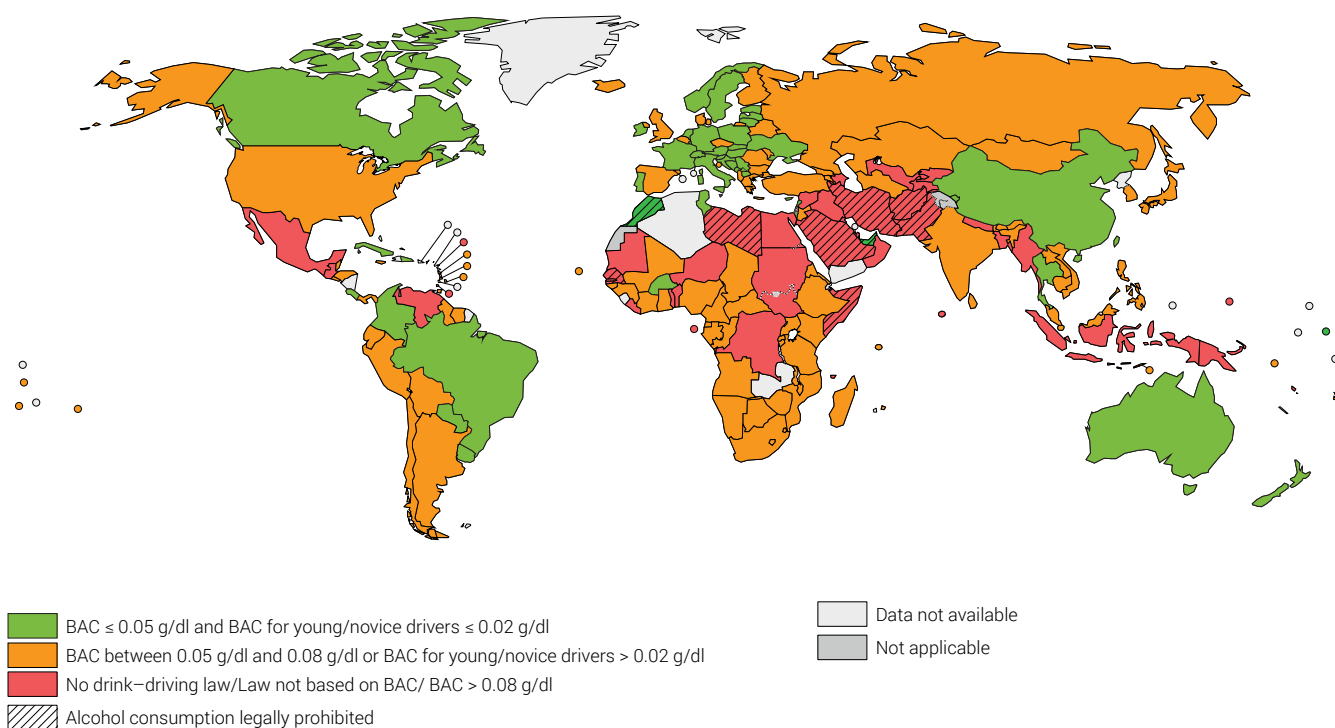 BAC ≤ 0.05 g/dl and BAC for young/novice drivers ≤ 0.02 g/dl
BAC between 0.05 g/dl and 0.08 g/dl or BAC for young/novice drivers > 0.02 g/dl
No drink–driving law/Law not based on BAC/ BAC > 0.08 g/dl
Alcohol consumption legally prohibited
Data not available
Not applicable